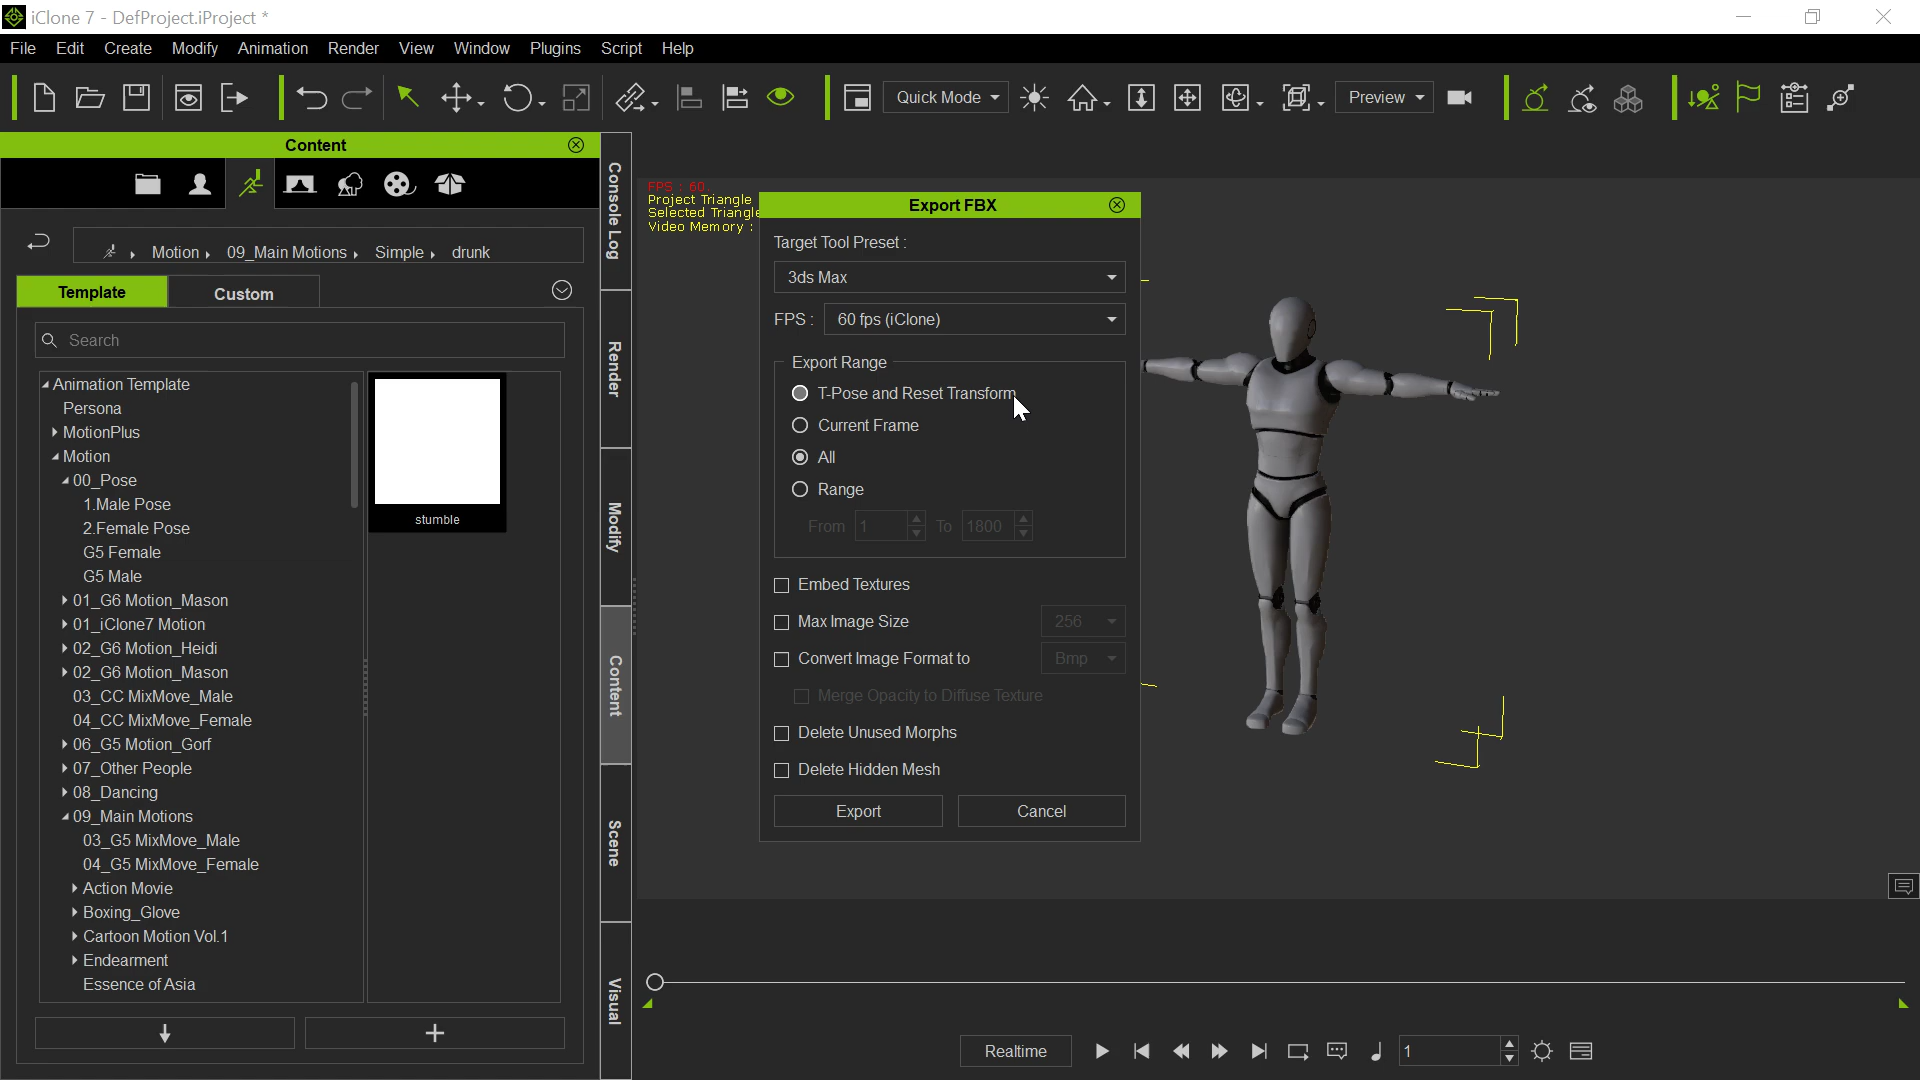 iClone 7 - DefProject.iProject *
File Edit Create Modify Animation Render View Window Plugins Script Help
Quick Mode
Preview
Content
Motion 09_Main Motions Simple drunk
Template Custom
Search
Animation Template
Persona
MotionPlus
Motion
00_Pose
1.Male Pose
2.Female Pose
G5 Female
G5 Male
01_G6 Motion_Mason
01_iClone7 Motion
02_G6 Motion_Heidi
02_G6 Motion_Mason
03_CC MixMove_Male
04_CC MixMove_Female
06_G5 Motion_Gorf
07_Other People
08_Dancing
09_Main Motions
03_G5 MixMove_Male
04_G5 MixMove_Female
Action Movie
Boxing_Glove
Cartoon Motion Vol.1
Endearment
Essence of Asia
stumble
Console Log
Render
Modify
Content
Scene
Visual
FPS : 60.
Project Triangle
Selected Triangle
Video Memory :
Export FBX
Target Tool Preset :
3ds Max
FPS : 60 fps (iClone)
Export Range
T-Pose and Reset Transform
Current Frame
All
Range
From 1 To 1800
Embed Textures
Max Image Size 256
Convert Image Format to Bmp
Merge Opacity to Diffuse Texture
Delete Unused Morphs
Delete Hidden Mesh
Export Cancel
Realtime 1